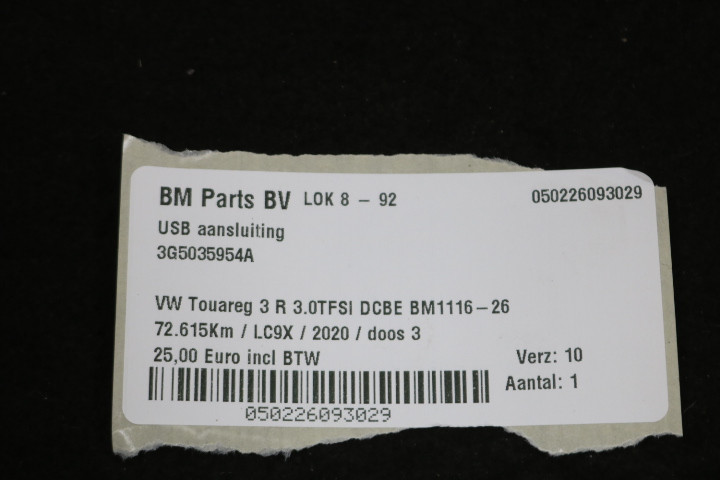 BM Parts BV LOK 8 - 92 050226093029
USB aansluiting
3G5035954A
VW Touareg 3 R 3.0TFSI DCBE BM1116-26
72.615Km / LC9X / 2020 / doos 3
25,00 Euro incl BTW Verz: 10
Aantal: 1
050226093029